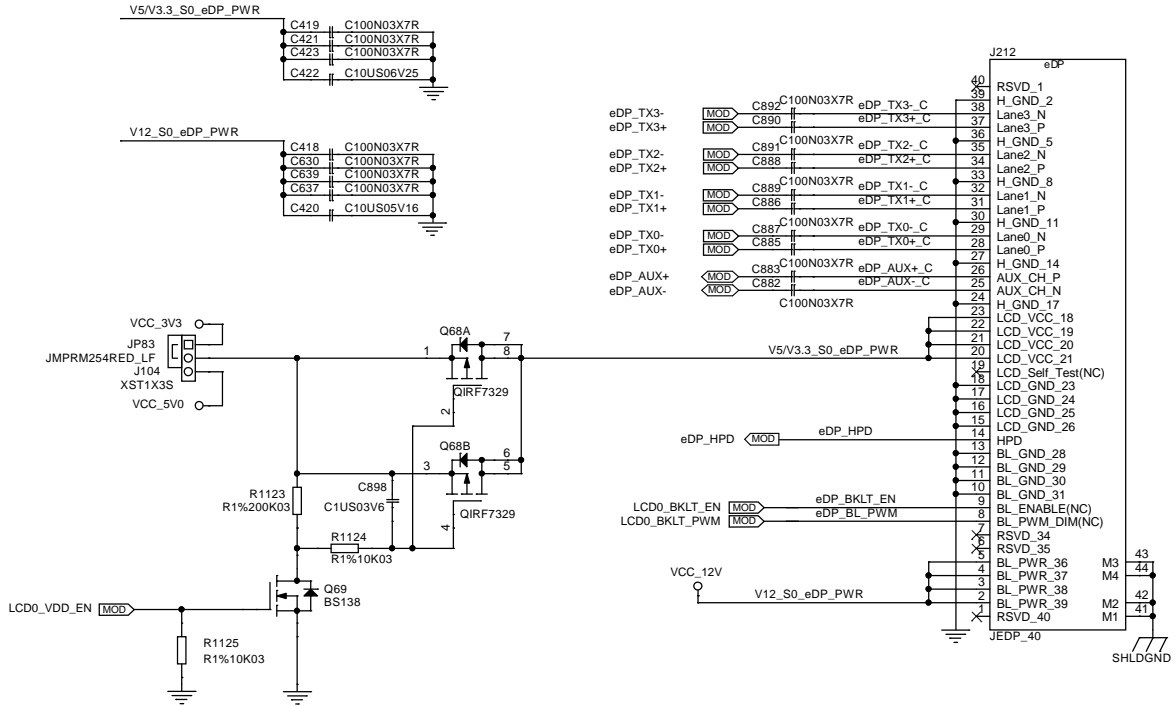 V5/V3.3_S0_eDP_PWR
C419 C100N03X7R
C421 C100N03X7R
C423 C100N03X7R
C422 C10US06V25
V12_S0_eDP_PWR
C418 C100N03X7R
C630 C100N03X7R
C639 C100N03X7R
C637 C100N03X7R
C420 C10US05V16
J212
eDP
40 RSVD_1
39 H_GND_2
C100N03X7R
eDP_TX3- MOD C892 eDP_TX3-_C 38 Lane3_N
eDP_TX3+ MOD C890 eDP_TX3+_C 37 Lane3_P
36 H_GND_5
C100N03X7R
eDP_TX2- MOD C891 eDP_TX2-_C 35 Lane2_N
eDP_TX2+ MOD C888 eDP_TX2+_C 34 Lane2_P
33 H_GND_8
C100N03X7R
eDP_TX1- MOD C889 eDP_TX1-_C 32 Lane1_N
eDP_TX1+ MOD C886 eDP_TX1+_C 31 Lane1_P
30 H_GND_11
C100N03X7R
eDP_TX0- MOD C887 eDP_TX0-_C 29 Lane0_N
eDP_TX0+ MOD C885 eDP_TX0+_C 28 Lane0_P
27 H_GND_14
C100N03X7R
eDP_AUX+ MOD C883 eDP_AUX+_C 26 AUX_CH_P
eDP_AUX- MOD C882 eDP_AUX-_C 25 AUX_CH_N
C100N03X7R
24 H_GND_17
23 LCD_VCC_18
22 LCD_VCC_19
21 LCD_VCC_20
V5/V3.3_S0_eDP_PWR 20 LCD_VCC_21
19 LCD_Self_Test(NC)
18 LCD_GND_23
17 LCD_GND_24
16 LCD_GND_25
15 LCD_GND_26
eDP_HPD MOD eDP_HPD 14 HPD
13 BL_GND_28
12 BL_GND_29
11 BL_GND_30
10 BL_GND_31
LCD0_BKLT_EN MOD eDP_BKLT_EN 9 BL_ENABLE(NC)
LCD0_BKLT_PWM MOD eDP_BL_PWM 8 BL_PWM_DIM(NC)
7 RSVD_34
6 RSVD_35
5 BL_PWR_36
4 BL_PWR_37
3 BL_PWR_38
VCC_12V
V12_S0_eDP_PWR 2 BL_PWR_39
1 RSVD_40
JEDP_40
M3 43
M4 44
M2 42
M1 41
SHLDGND
VCC_3V3
JP83
JMPRM254RED_LF
J104
XST1X3S
VCC_5V0
Q68A
1 7
8
QIRF7329
2
Q68B
3 6
5
QIRF7329
4
C898
C1US03V6
R1123
R1%200K03
R1124
R1%10K03
Q69
BS138
LCD0_VDD_EN MOD
R1125
R1%10K03